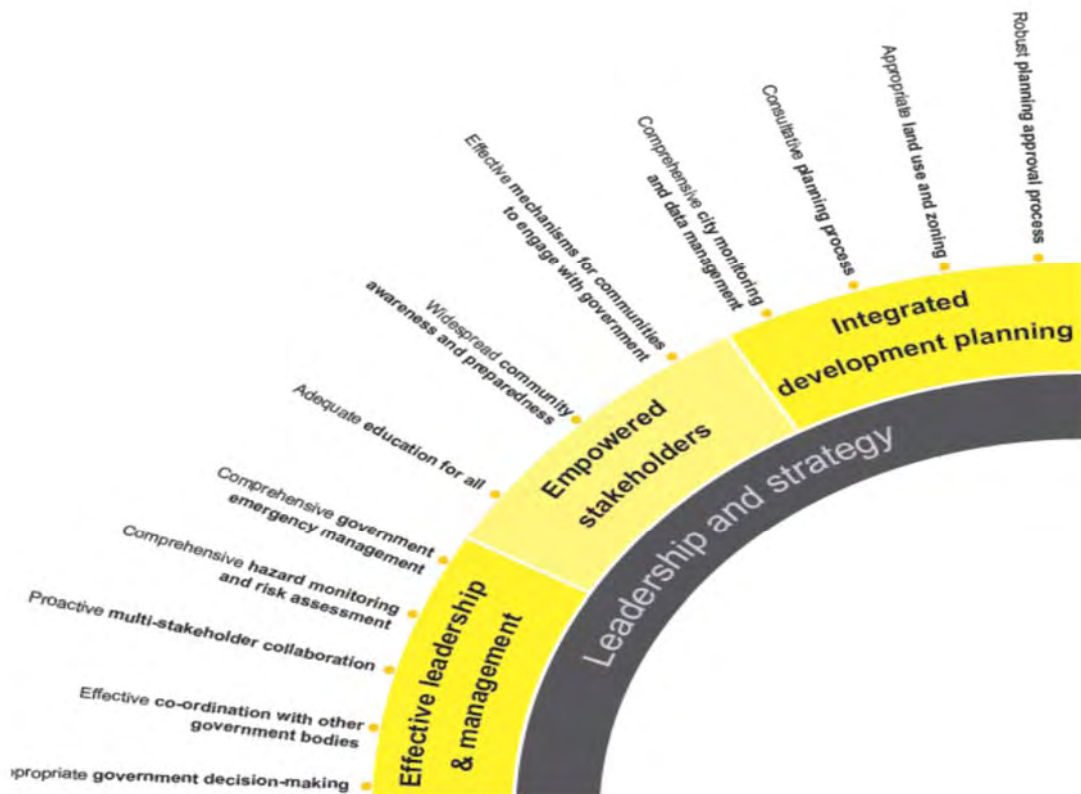 Robust planning approval process
Appropriate land use and zoning
Consultative planning process
Comprehensive city monitoring
and data management
Effective mechanisms for communities
to engage with government
Widespread community
awareness and preparedness
Adequate education for all
Comprehensive government
emergency management
Comprehensive hazard monitoring
and risk assessment
Proactive multi-stakeholder collaboration
Effective co-ordination with other
government bodies
propriate government decision-making
Integrated
development planning
Empowered
stakeholders
Effective leadership
& management
Leadership and strategy